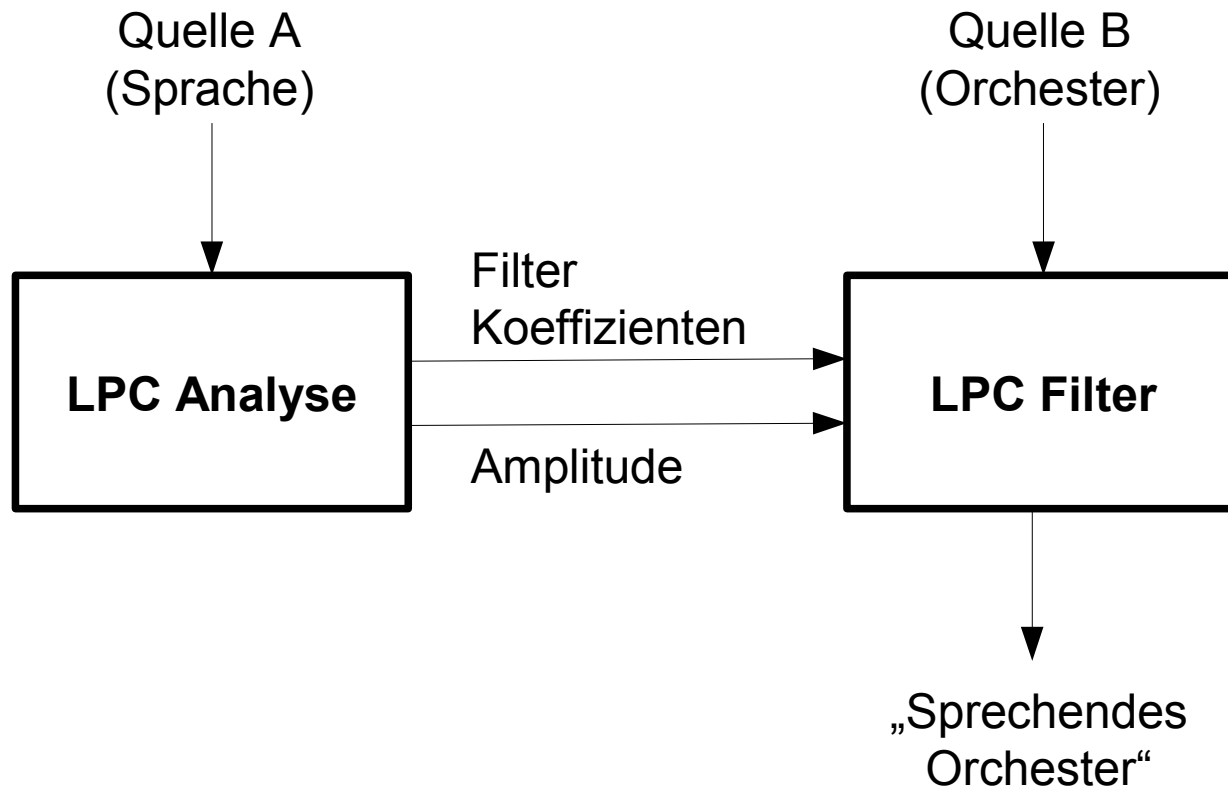 Quelle A
(Sprache)
Quelle B
(Orchester)
Filter
Koeffizienten
LPC Analyse
LPC Filter
Amplitude
„Sprechendes
Orchester“